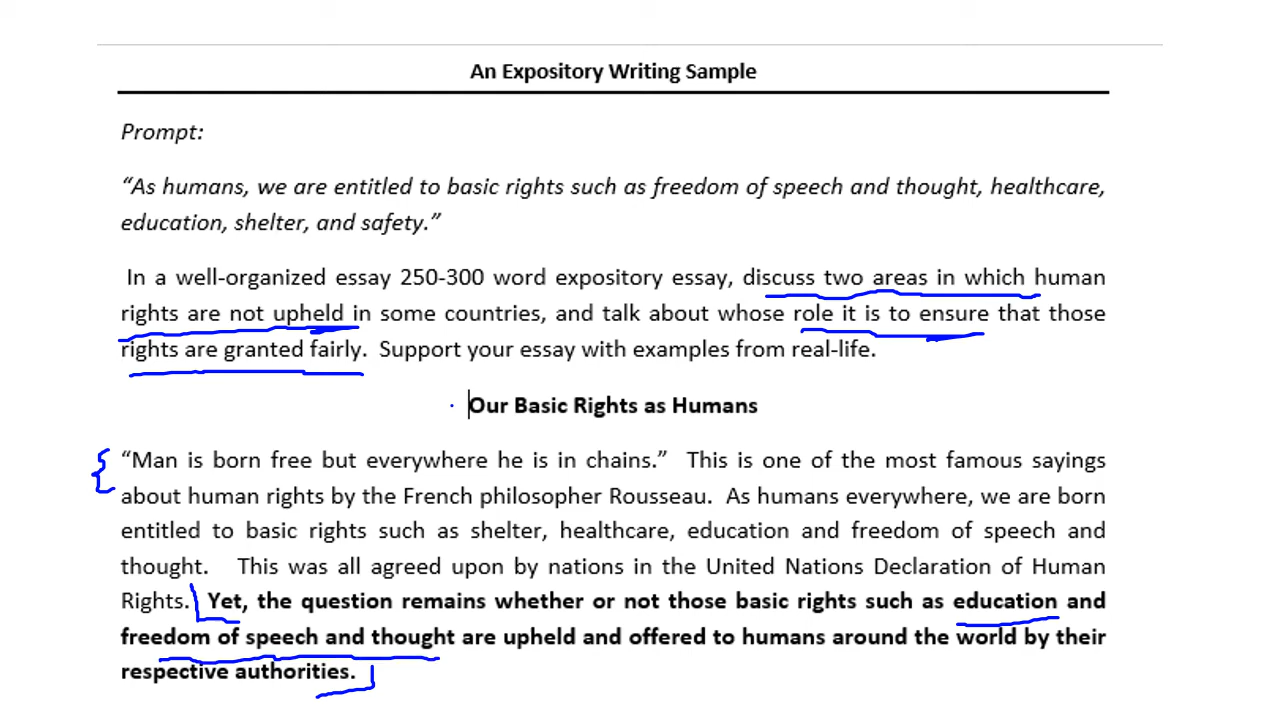 An Expository Writing Sample
Prompt:
“As humans, we are entitled to basic rights such as freedom of speech and thought, healthcare,
education, shelter, and safety.”
In a well-organized essay 250-300 word expository essay, discuss two areas in which human
rights are not upheld in some countries, and talk about whose role it is to ensure that those
rights are granted fairly. Support your essay with examples from real-life.
Our Basic Rights as Humans
“Man is born free but everywhere he is in chains.” This is one of the most famous sayings
about human rights by the French philosopher Rousseau. As humans everywhere, we are born
entitled to basic rights such as shelter, healthcare, education and freedom of speech and
thought. This was all agreed upon by nations in the United Nations Declaration of Human
Rights. Yet, the question remains whether or not those basic rights such as education and
freedom of speech and thought are upheld and offered to humans around the world by their
respective authorities.